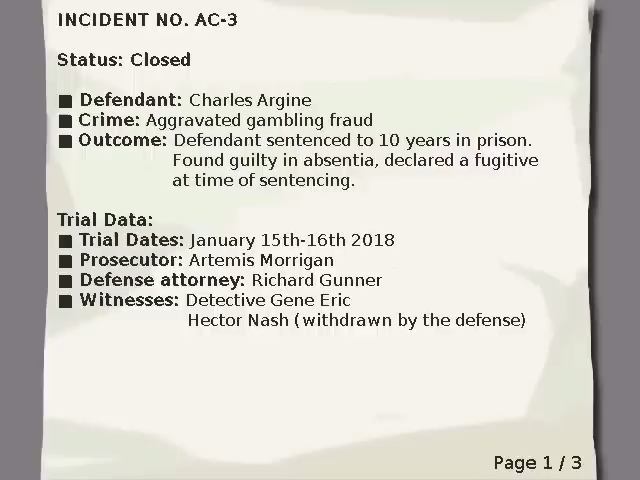 INCIDENT NO. AC-3
Status: Closed
■ Defendant: Charles Argine
■ Crime: Aggravated gambling fraud
■ Outcome: Defendant sentenced to 10 years in prison.
Found guilty in absentia, declared a fugitive
at time of sentencing.
Trial Data:
■ Trial Dates: January 15th-16th 2018
■ Prosecutor: Artemis Morrigan
■ Defense attorney: Richard Gunner
■ Witnesses: Detective Gene Eric
Hector Nash (withdrawn by the defense)
Page 1 / 3